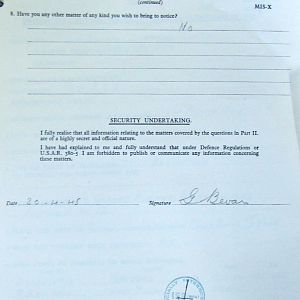 (continued)
MIS-X
8. Have you any other matter of any kind you wish to bring to notice?
No
SECURITY UNDERTAKING.
I fully realise that all information relating to the matters covered by the questions in Part II.
are of a highly secret and official nature.
I have had explained to me and fully understand that under Defence Regulations or
U.S.A.R. 380-5 I am forbidden to publish or communicate any information concerning
these matters.
Date 20-4-45 Signature G Bevan